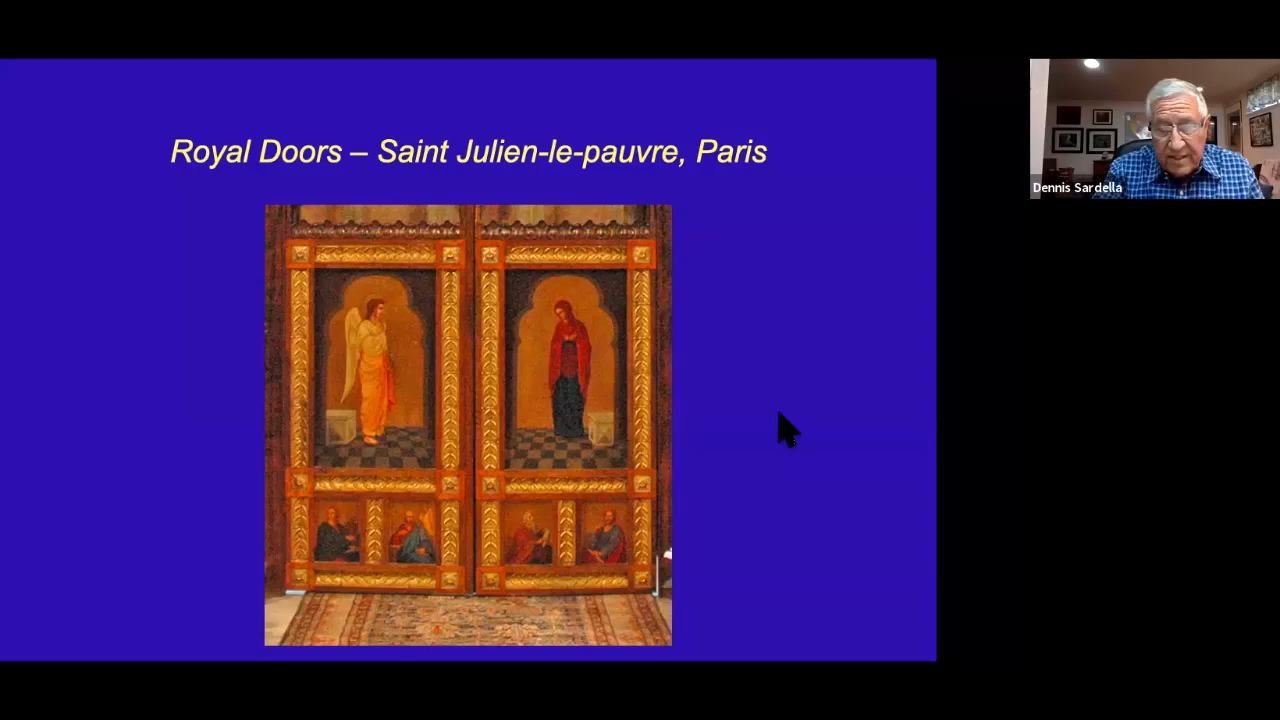 Royal Doors – Saint Julien-le-pauvre, Paris
Dennis Sardella